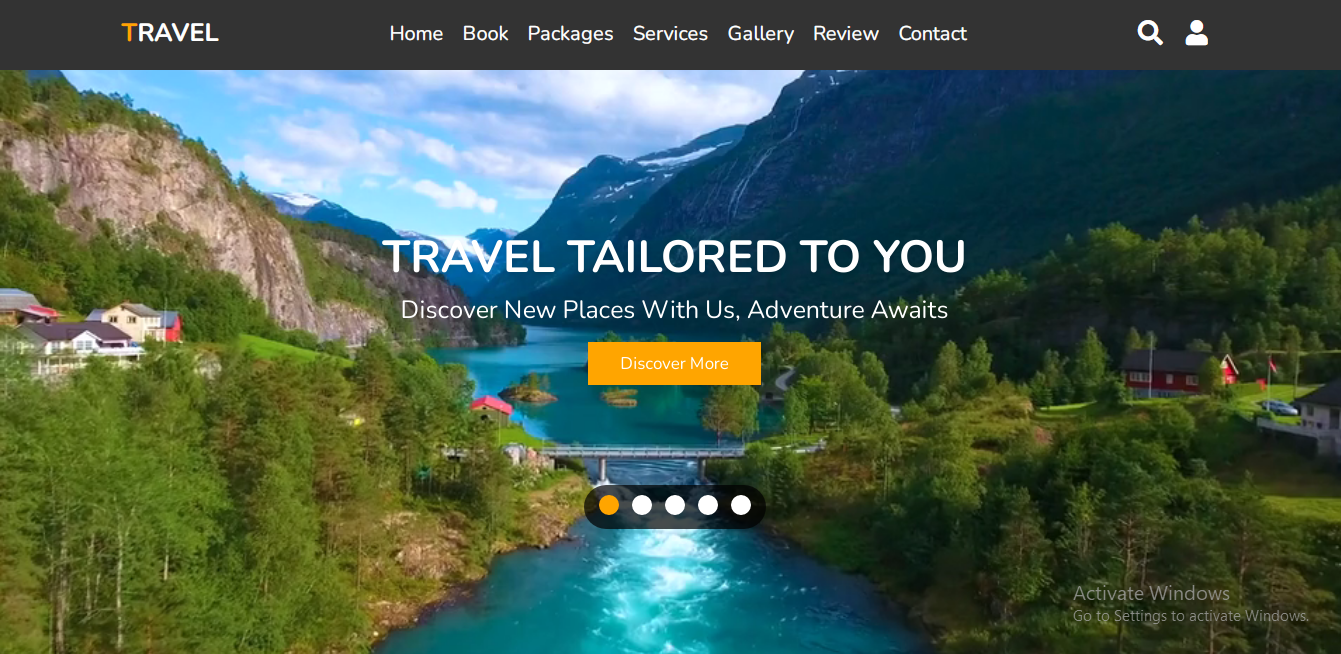 TRAVEL
Home Book Packages Services Gallery Review Contact
TRAVEL TAILORED TO YOU
Discover New Places With Us, Adventure Awaits
Discover More
Activate Windows
Go to Settings to activate Windows.